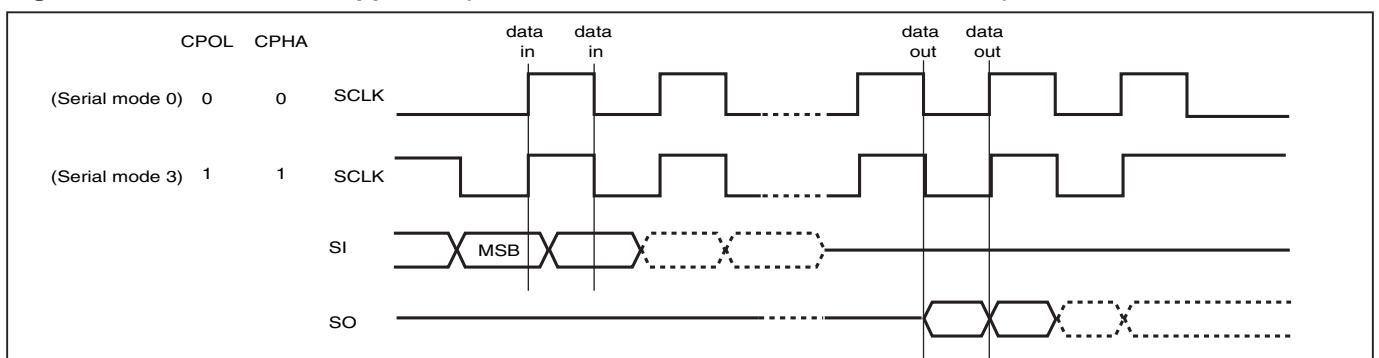 CPOL CPHA
data in
data in
data out
data out
(Serial mode 0) 0 0 SCLK
(Serial mode 3) 1 1 SCLK
SI MSB
SO